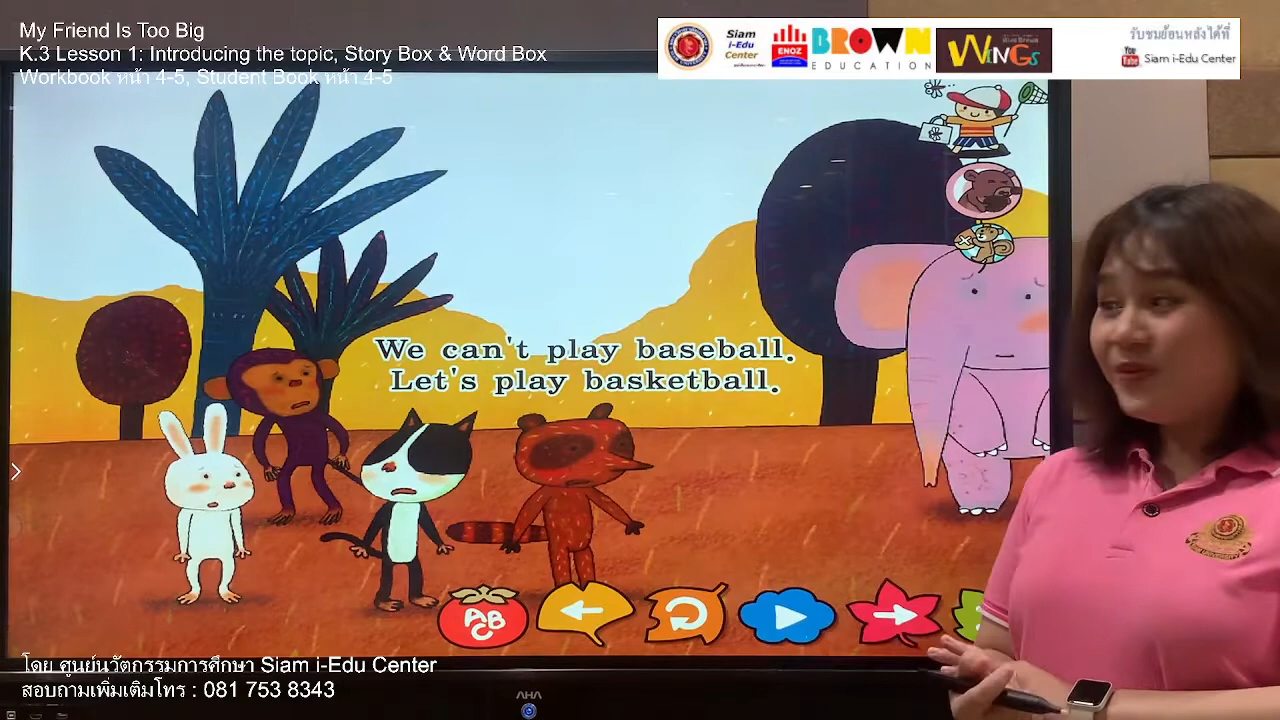 My Friend Is Too Big
K.3 Lesson 1: Introducing the topic, Story Box & Word Box
Workbook หน้า 4-5, Student Book หน้า 4-5
Siam
i-Edu
Center
ENOZ
BROWN
EDUCATION
WINGS
รับชมย้อนหลังได้ที่
You
Tube
Siam i-Edu Center
We can't play baseball.
Let's play basketball.
ABC
โดย ศูนย์นวัตกรรมการศึกษา Siam i-Edu Center
สอบถามเพิ่มเติมโทร : 081 753 8343
AHA